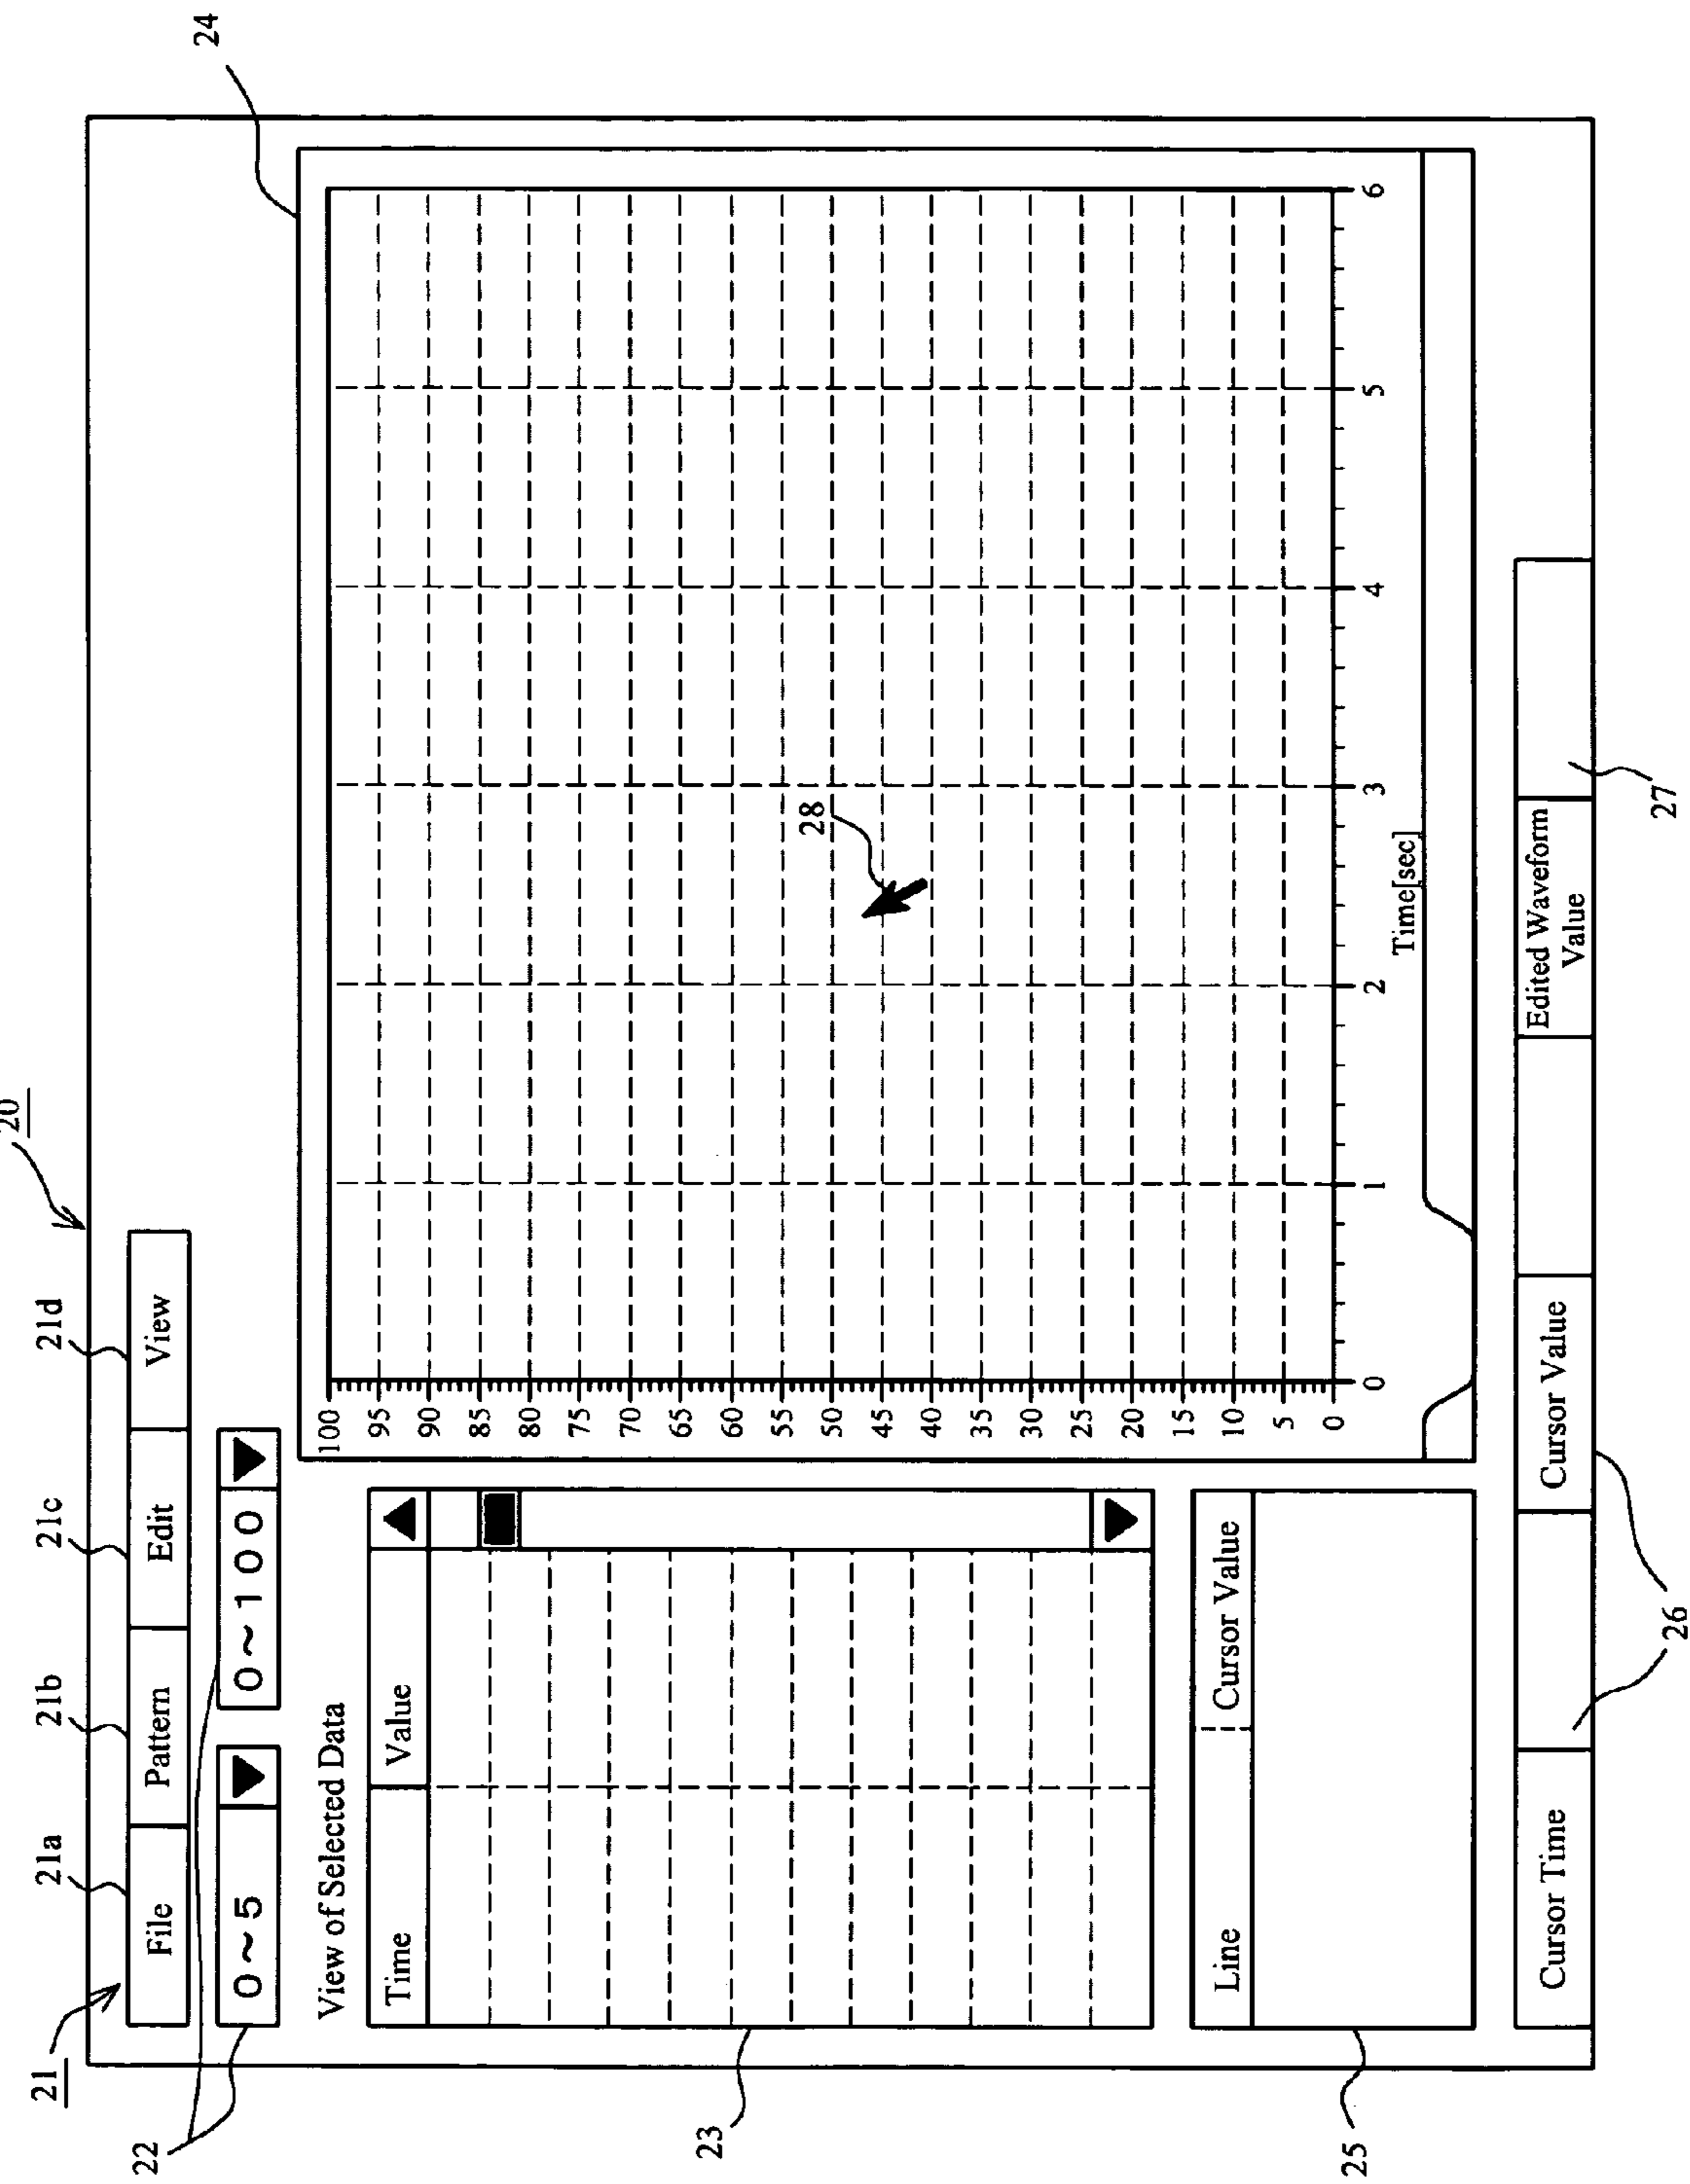 20
21
21a
21b
21c
21d
File
Pattern
Edit
View
22
0~5
0~100
24
View of Selected Data
Time
Value
23
100
95
90
85
80
75
70
65
60
55
50
45
40
35
30
25
20
15
10
5
0
28
0
1
2
3
4
5
6
Time[sec]
Line
Cursor Value
25
Cursor Time
Cursor Value
Edited Waveform
Value
26
27